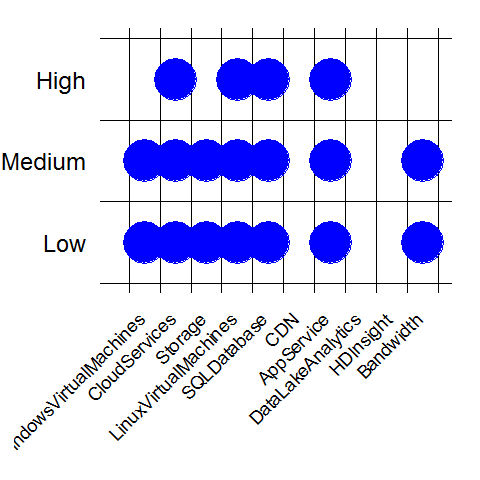 High
Medium
Low
ndowsVirtualMachines
CloudServices
Storage
LinuxVirtualMachines
SQLDatabase
CDN
AppService
DataLakeAnalytics
HDInsight
Bandwidth